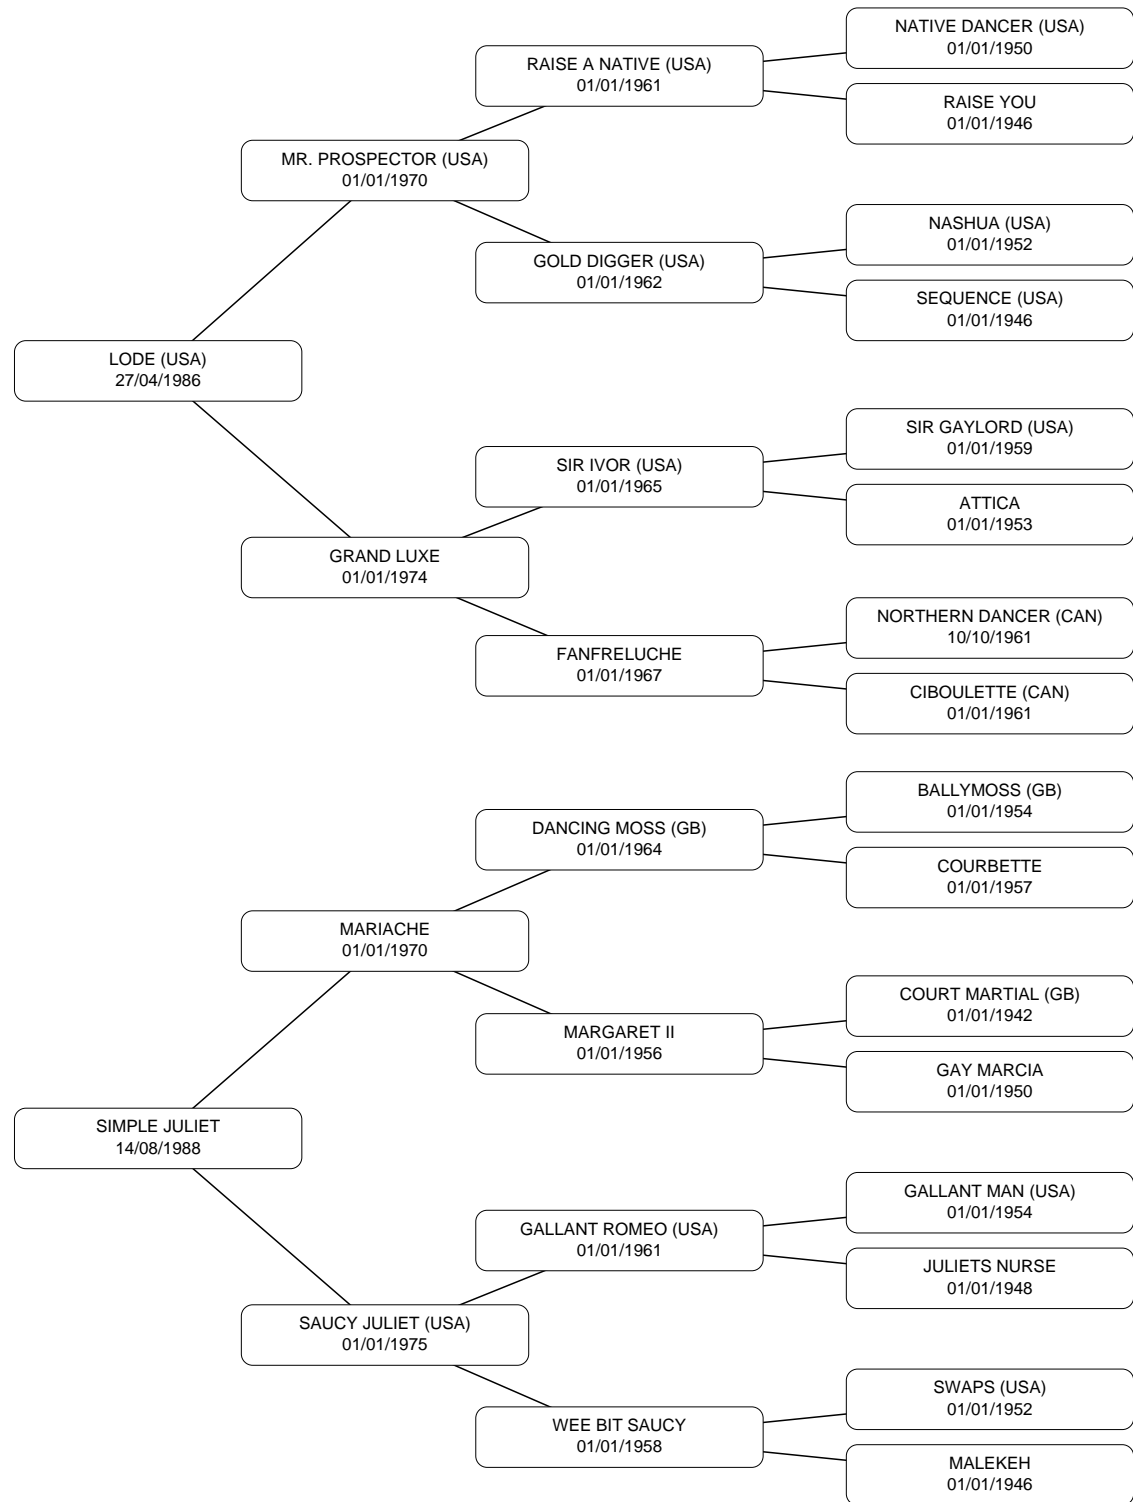 NATIVE DANCER (USA)
01/01/1950
RAISE A NATIVE (USA)
01/01/1961
RAISE YOU
01/01/1946
MR. PROSPECTOR (USA)
01/01/1970
NASHUA (USA)
01/01/1952
GOLD DIGGER (USA)
01/01/1962
SEQUENCE (USA)
01/01/1946
LODE (USA)
27/04/1986
SIR GAYLORD (USA)
01/01/1959
SIR IVOR (USA)
01/01/1965
ATTICA
01/01/1953
GRAND LUXE
01/01/1974
NORTHERN DANCER (CAN)
10/10/1961
FANFRELUCHE
01/01/1967
CIBOULETTE (CAN)
01/01/1961
BALLYMOSS (GB)
01/01/1954
DANCING MOSS (GB)
01/01/1964
COURBETTE
01/01/1957
MARIACHE
01/01/1970
COURT MARTIAL (GB)
01/01/1942
MARGARET II
01/01/1956
GAY MARCIA
01/01/1950
SIMPLE JULIET
14/08/1988
GALLANT MAN (USA)
01/01/1954
GALLANT ROMEO (USA)
01/01/1961
JULIETS NURSE
01/01/1948
SAUCY JULIET (USA)
01/01/1975
SWAPS (USA)
01/01/1952
WEE BIT SAUCY
01/01/1958
MALEKEH
01/01/1946